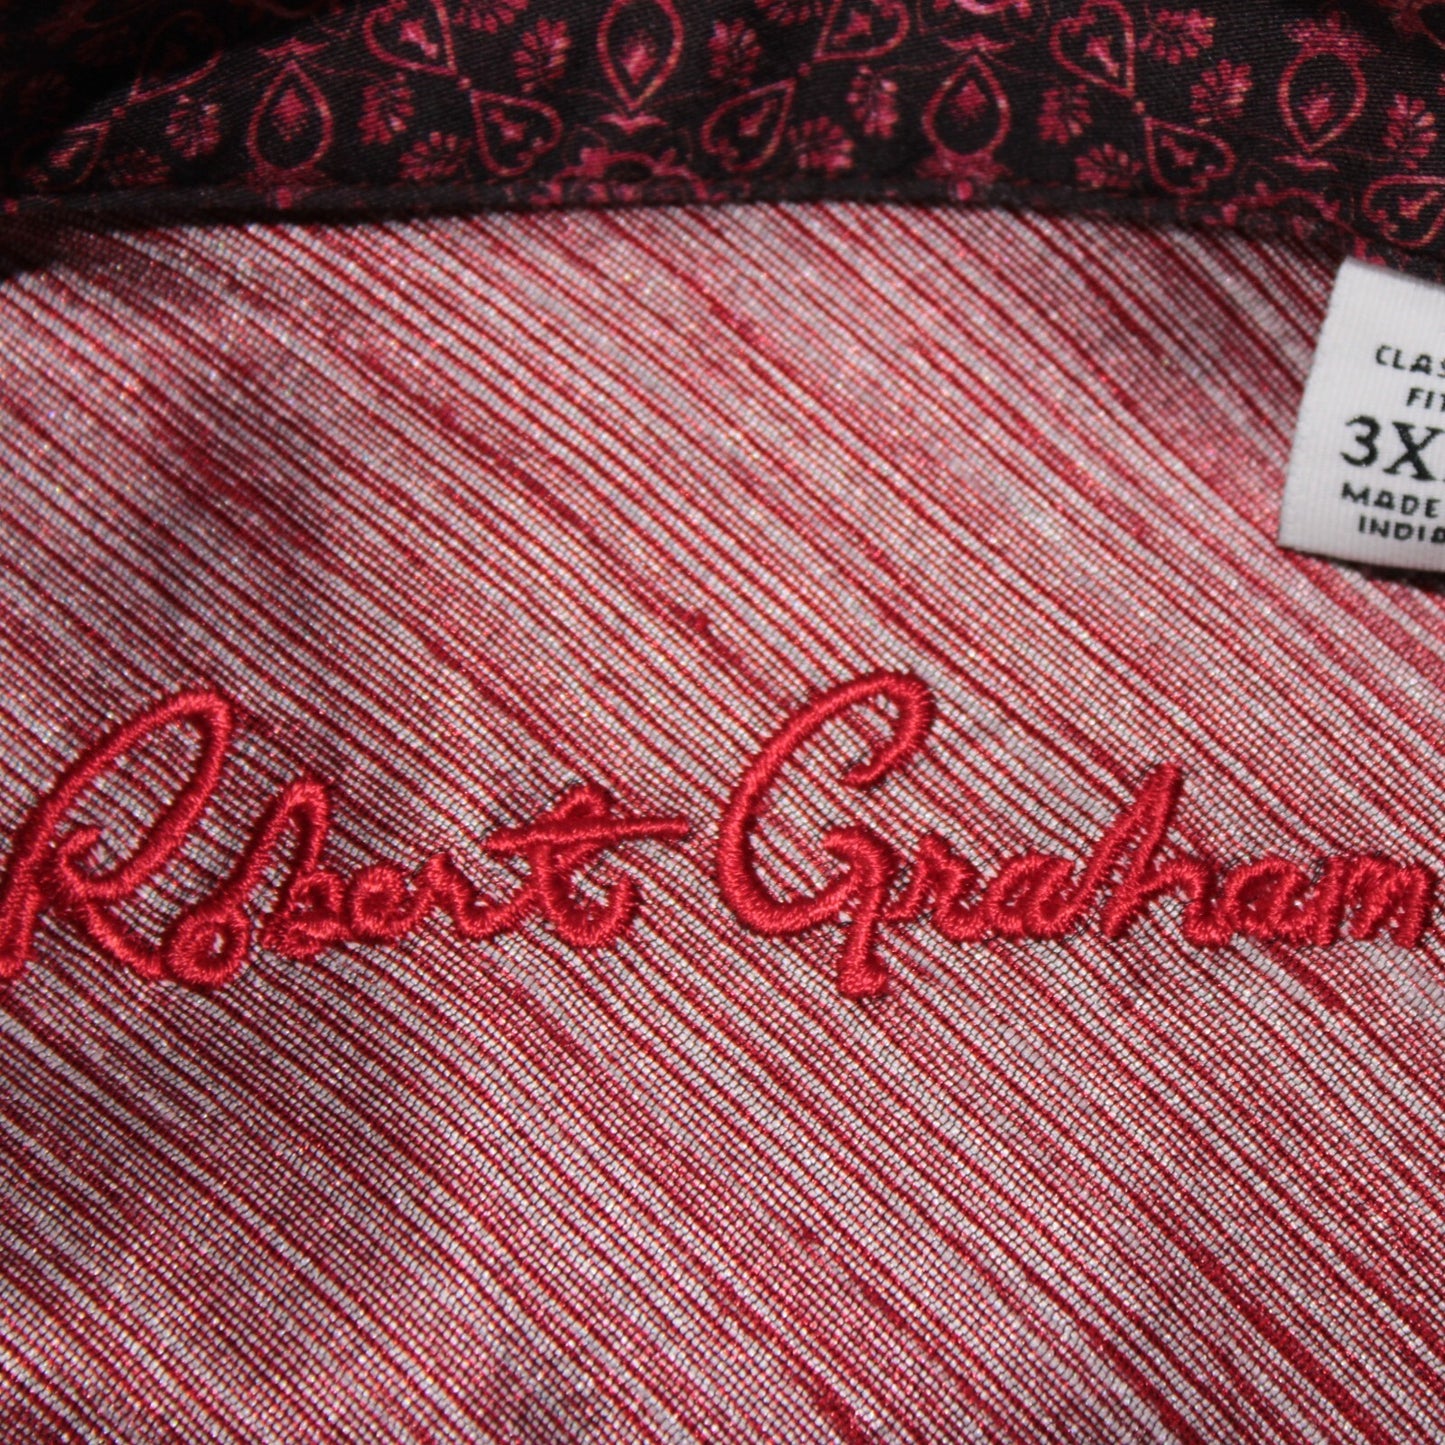 CLAS
FIT
3X
MADE
INDIA
Robert Graham